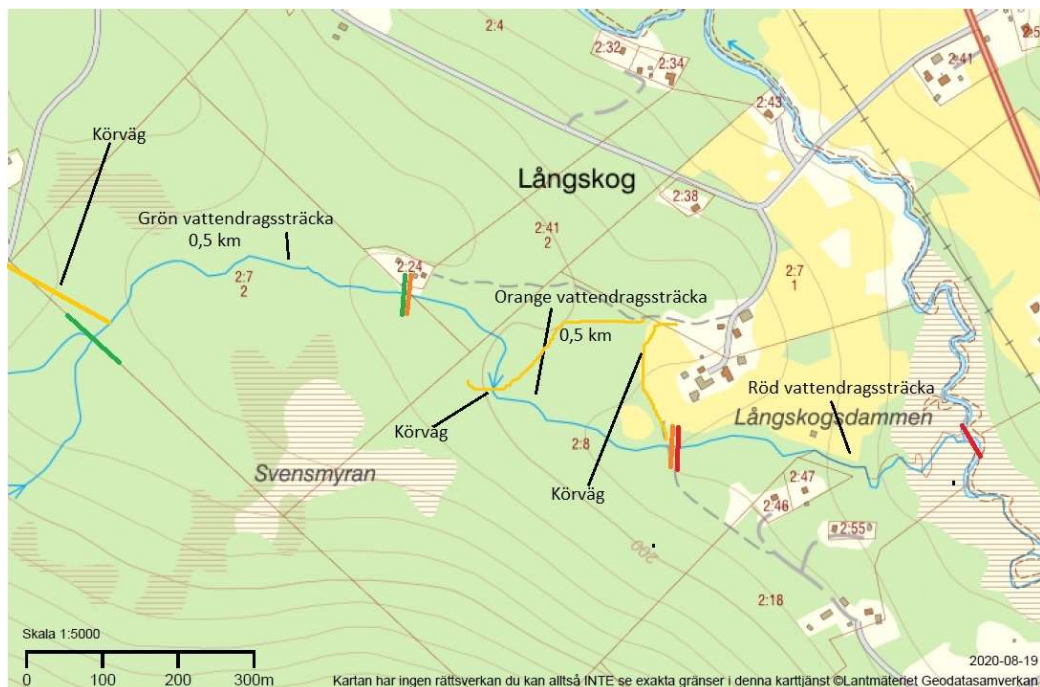 2:4
2:32
2:34
2:43
2:41
Körväg
Långskog
2:38
Grön vattendragssträcka
0,5 km
2:41
2
2:24
2:7
2
2:7
1
Orange vattendragssträcka
0,5 km
Röd vattendragssträcka
Långskogsdammen
Körväg
2:8
Svensmyran
Körväg
2:47
2:46
2:55
200
2:18
Skala 1:5000
0 100 200 300m
2020-08-19
Kartan har ingen rättsverkan du kan alltså INTE se exakta gränser i denna karttjänst ©Lantmäteriet Geodatasamverkan